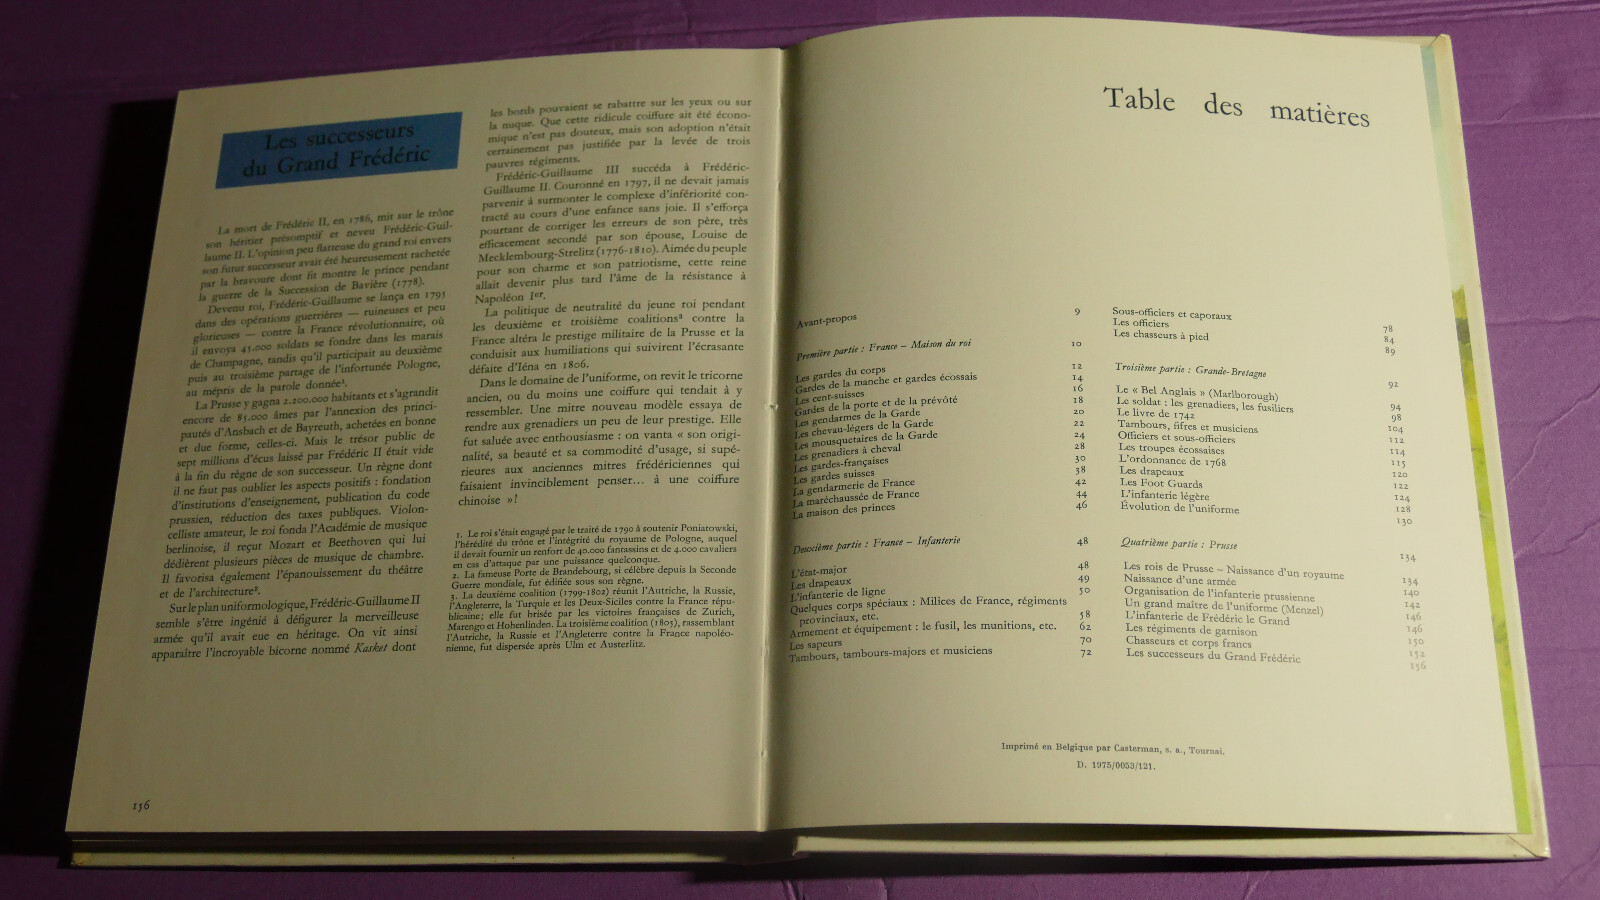 Les successeurs
du Grand Frédéric
La mort de Frédéric II, en 1786, mit sur le trône
son héritier présomptif et neveu Frédéric-Guil-
laume II. L'opinion peu flatteuse du grand roi envers
son futur successeur avait été heureusement rachetée
par la bravoure dont fit montre le prince pendant
la guerre de la Succession de Bavière (1778).
Devenu roi, Frédéric-Guillaume se lança en 1795
dans des opérations guerrières — ruineuses et peu
glorieuses — contre la France révolutionnaire, où
il envoya 45.000 soldats se fondre dans les marais
de Champagne, tandis qu'il participait au deuxième
puis au troisième partage de l'infortunée Pologne,
au mépris de la parole donnée¹.
La Prusse y gagna 2.200.000 habitants et s'agrandit
encore de 85.000 âmes par l'annexion des princi-
pautés d'Ansbach et de Bayreuth, achetées en bonne
et due forme, celles-ci. Mais le trésor public de
sept millions d'écus laissé par Frédéric II était vide
à la fin du règne de son successeur. Un règne dont
il ne faut pas oublier les aspects positifs : fondation
d'institutions d'enseignement, publication du code
prussien, réduction des taxes publiques. Violon-
celliste amateur, le roi fonda l'Académie de musique
berlinoise, il reçut Mozart et Beethoven qui lui
dédièrent plusieurs pièces de musique de chambre.
Il favorisa également l'épanouissement du théâtre
et de l'architecture².
Sur le plan uniformologique, Frédéric-Guillaume II
semble s'être ingénié à défigurer la merveilleuse
armée qu'il avait eue en héritage. On vit ainsi
apparaître l'incroyable bicorne nommé Kasket dont
les bords pouvaient se rabattre sur les yeux ou sur
la nuque. Que cette ridicule coiffure ait été écono-
mique n'est pas douteux, mais son adoption n'était
certainement pas justifiée par la levée de trois
pauvres régiments.
Frédéric-Guillaume III succéda à Frédéric-
Guillaume II. Couronné en 1797, il ne devait jamais
parvenir à surmonter le complexe d'infériorité con-
tracté au cours d'une enfance sans joie. Il s'efforça
pourtant de corriger les erreurs de son père, très
efficacement secondé par son épouse, Louise de
Mecklembourg-Strelitz (1776-1810). Aimée du peuple
pour son charme et son patriotisme, cette reine
allait devenir plus tard l'âme de la résistance à
Napoléon Iᵉʳ.
La politique de neutralité du jeune roi pendant
les deuxième et troisième coalitions³ contre la
France altéra le prestige militaire de la Prusse et la
conduisit aux humiliations qui suivirent l'écrasante
défaite d'Iéna en 1806.
Dans le domaine de l'uniforme, on revit le tricorne
ancien, ou du moins une coiffure qui tendait à y
ressembler. Une mitre nouveau modèle essaya de
rendre aux grenadiers un peu de leur prestige. Elle
fut saluée avec enthousiasme : on vanta « son origi-
nalité, sa beauté et sa commodité d'usage, si supé-
rieures aux anciennes mitres frédériciennes qui
faisaient invinciblement penser... à une coiffure
chinoise »!
1. Le roi s'était engagé par le traité de 1790 à soutenir Poniatowski,
l'hérédité du trône et l'intégrité du royaume de Pologne, auquel
il devait fournir un renfort de 40.000 fantassins et de 4.000 cavaliers
en cas d'attaque par une puissance quelconque.
2. La fameuse Porte de Brandebourg, si célèbre depuis la Seconde
Guerre mondiale, fut édifiée sous son règne.
3. La deuxième coalition (1799-1802) réunit l'Autriche, la Russie,
l'Angleterre, la Turquie et les Deux-Siciles contre la France répu-
blicaine; elle fut brisée par les victoires françaises de Zurich,
Marengo et Hohenlinden. La troisième coalition (1805), rassemblant
l'Autriche, la Russie et l'Angleterre contre la France napoléo-
nienne, fut dispersée après Ulm et Austerlitz.
156
Table des matières
Avant-propos 9
Première partie : France – Maison du roi 10
Les gardes du corps 12
Gardes de la manche et gardes écossais 14
Les cent-suisses 16
Gardes de la porte et de la prévôté 18
Les gendarmes de la Garde 20
Les chevau-légers de la Garde 22
Les mousquetaires de la Garde 24
Les grenadiers à cheval 28
Les gardes-françaises 30
Les gardes suisses 38
La gendarmerie de France 42
La maréchaussée de France 44
La maison des princes 46
Deuxième partie : France – Infanterie 48
L'état-major 48
Les drapeaux 49
L'infanterie de ligne 50
Quelques corps spéciaux : Milices de France, régiments
provinciaux, etc. 58
Armement et équipement : le fusil, les munitions, etc. 62
Les sapeurs 70
Tambours, tambours-majors et musiciens 72
Sous-officiers et caporaux 78
Les officiers 84
Les chasseurs à pied 89
Troisième partie : Grande-Bretagne 92
Le « Bel Anglais » (Marlborough) 94
Le soldat : les grenadiers, les fusiliers 98
Le livre de 1742 104
Tambours, fifres et musiciens 112
Officiers et sous-officiers 114
Les troupes écossaises 115
L'ordonnance de 1768 120
Les drapeaux 122
Les Foot Guards 124
L'infanterie légère 128
Évolution de l'uniforme 130
Quatrième partie : Prusse 134
Les rois de Prusse – Naissance d'un royaume 134
Naissance d'une armée 140
Organisation de l'infanterie prussienne 142
Un grand maître de l'uniforme (Menzel) 146
L'infanterie de Frédéric le Grand 146
Les régiments de garnison 150
Chasseurs et corps francs 152
Les successeurs du Grand Frédéric 156
Imprimé en Belgique par Casterman, s. a., Tournai.
D. 1975/0053/121.